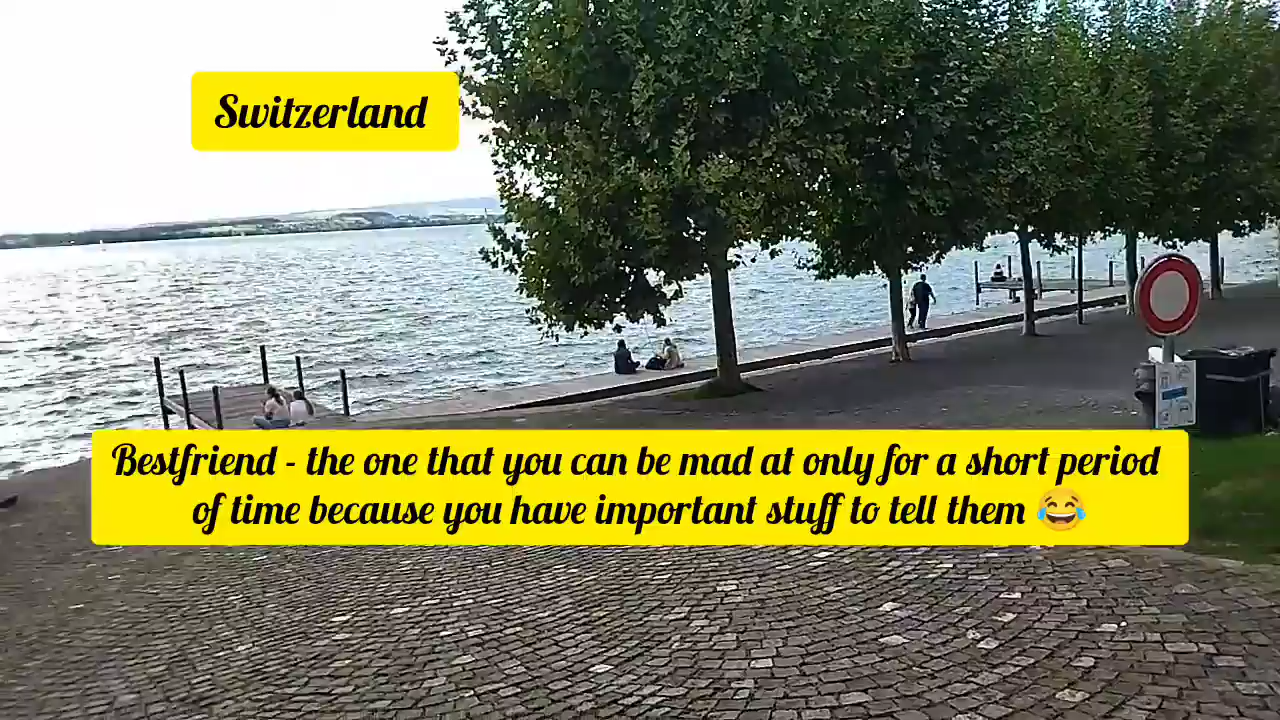 Switzerland
Bestfriend - the one that you can be mad at only for a short period
of time because you have important stuff to tell them 😂